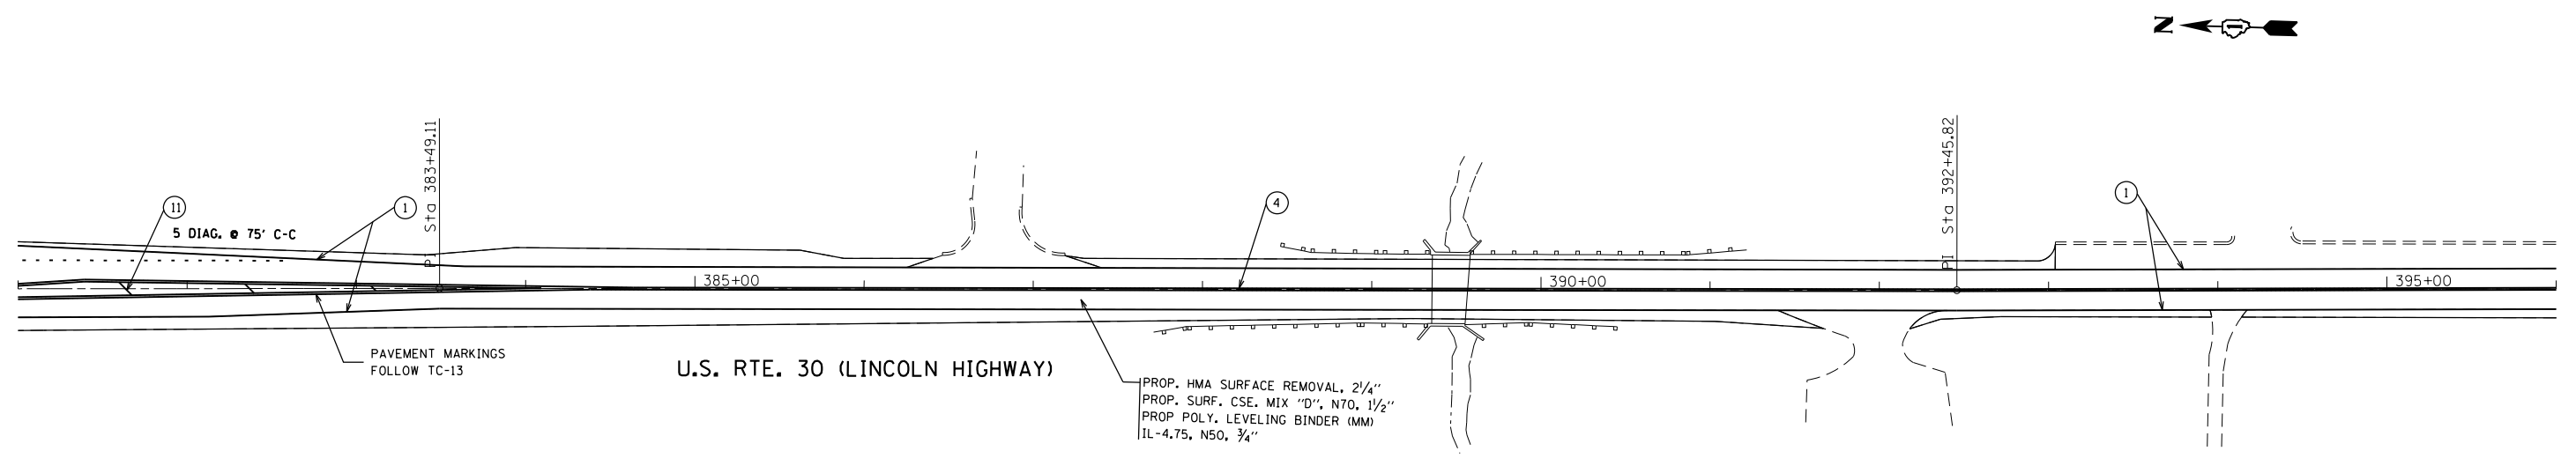 N
Sta 383+49.11
PI
PI Sta 392+45.82
11
1
4
1
5 DIAG. @ 75' C-C
385+00
390+00
395+00
PAVEMENT MARKINGS
FOLLOW TC-13
U.S. RTE. 30 (LINCOLN HIGHWAY)
PROP. HMA SURFACE REMOVAL, 2¼"
PROP. SURF. CSE. MIX "D", N70, 1½"
PROP POLY. LEVELING BINDER (MM)
IL-4.75, N50, ¾"